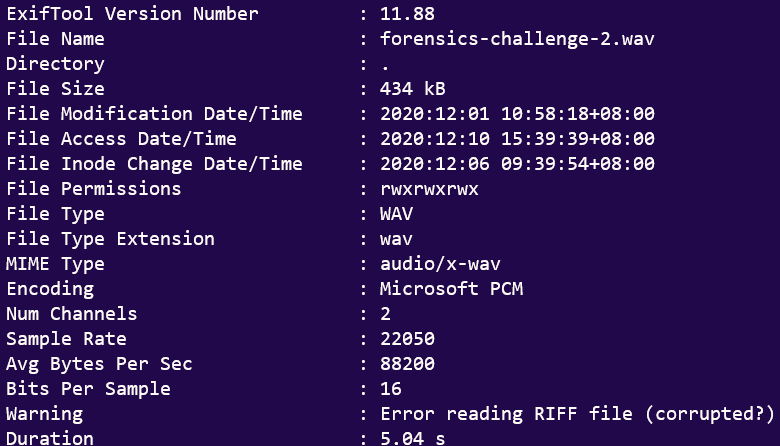 ExifTool Version Number : 11.88
File Name : forensics-challenge-2.wav
Directory : .
File Size : 434 kB
File Modification Date/Time : 2020:12:01 10:58:18+08:00
File Access Date/Time : 2020:12:10 15:39:39+08:00
File Inode Change Date/Time : 2020:12:06 09:39:54+08:00
File Permissions : rwxrwxrwx
File Type : WAV
File Type Extension : wav
MIME Type : audio/x-wav
Encoding : Microsoft PCM
Num Channels : 2
Sample Rate : 22050
Avg Bytes Per Sec : 88200
Bits Per Sample : 16
Warning : Error reading RIFF file (corrupted?)
Duration : 5.04 s